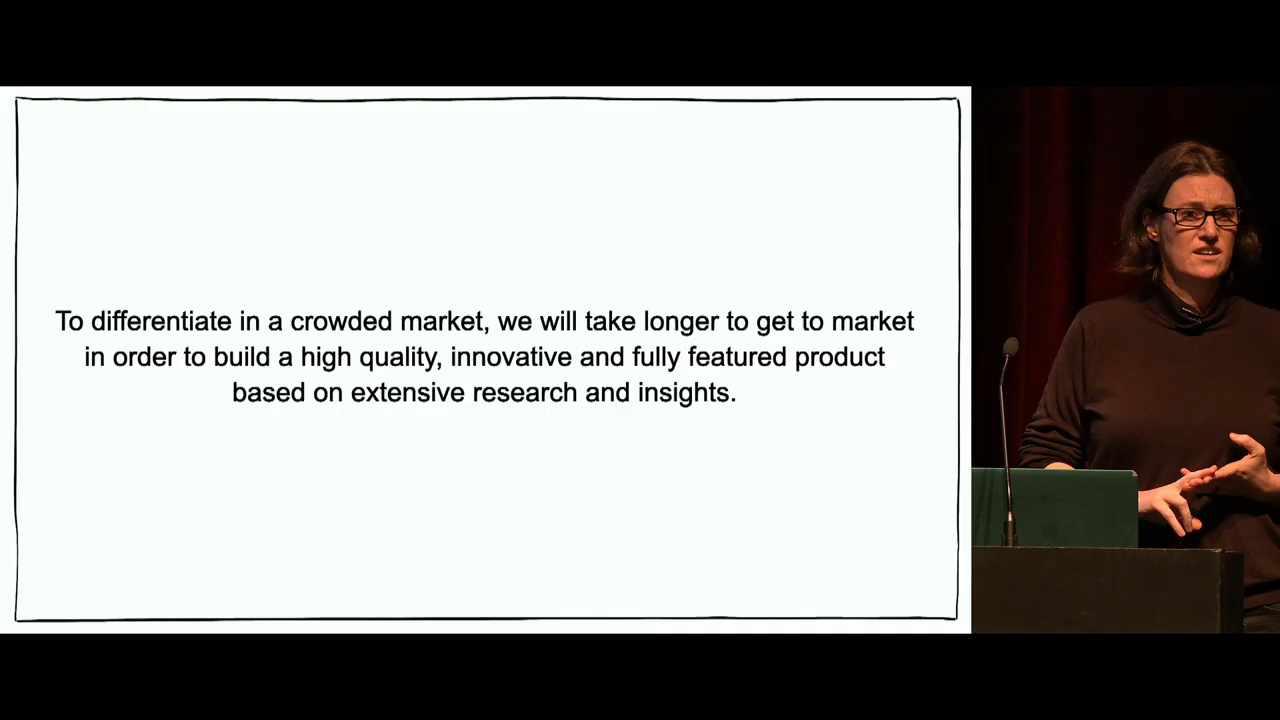 To differentiate in a crowded market, we will take longer to get to market
in order to build a high quality, innovative and fully featured product
based on extensive research and insights.